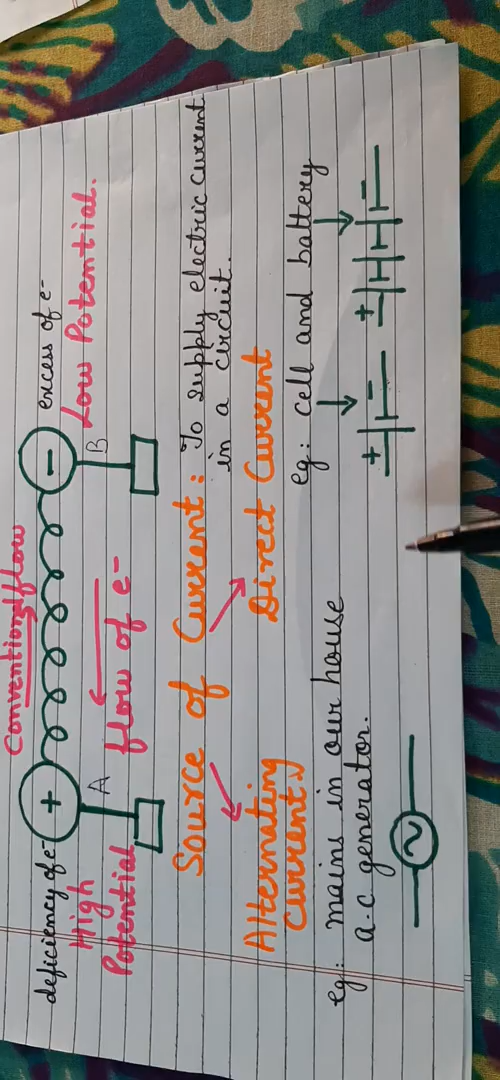 Conventional flow
deficiency of e-
+
-
excess of e-
High
Potential
A
flow of e-
B
Low Potential.
Source of Current: To supply electric current
in a circuit.
Alternating
Current.
Direct Current
eg: mains in our house
a.c generator.
eg: cell and battery
+
+
~